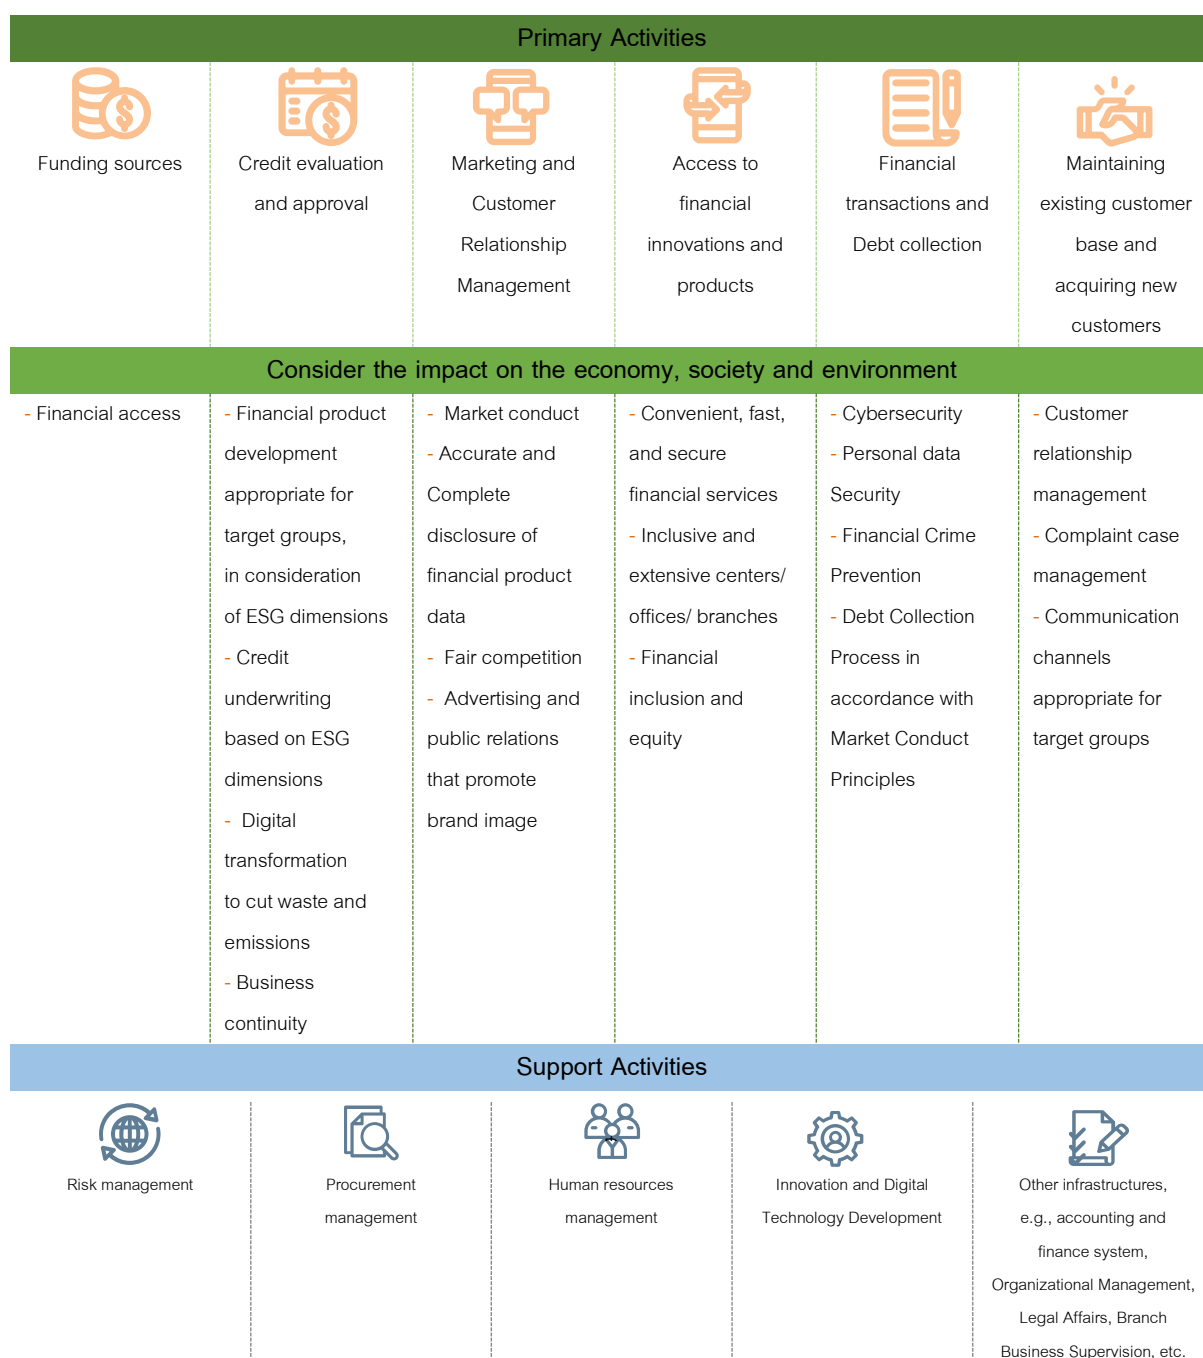 Primary Activities
Funding sources
Credit evaluation
and approval
Marketing and
Customer
Relationship
Management
Access to
financial
innovations and
products
Financial
transactions and
Debt collection
Maintaining
existing customer
base and
acquiring new
customers
Consider the impact on the economy, society and environment
- Financial access
- Financial product
development
appropriate for
target groups,
in consideration
of ESG dimensions
- Credit
underwriting
based on ESG
dimensions
- Digital
transformation
to cut waste and
emissions
- Business
continuity
- Market conduct
- Accurate and
Complete
disclosure of
financial product
data
- Fair competition
- Advertising and
public relations
that promote
brand image
- Convenient, fast,
and secure
financial services
- Inclusive and
extensive centers/
offices/ branches
- Financial
inclusion and
equity
- Cybersecurity
- Personal data
Security
- Financial Crime
Prevention
- Debt Collection
Process in
accordance with
Market Conduct
Principles
- Customer
relationship
management
- Complaint case
management
- Communication
channels
appropriate for
target groups
Support Activities
Risk management
Procurement
management
Human resources
management
Innovation and Digital
Technology Development
Other infrastructures,
e.g., accounting and
finance system,
Organizational Management,
Legal Affairs, Branch
Business Supervision, etc.